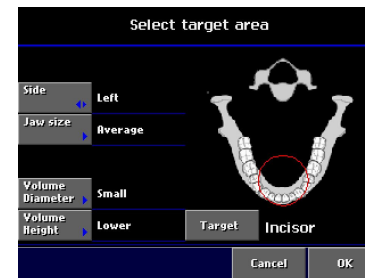 Select target area
Side Left
Jaw size Average
Volume
Diameter Small
Volume
Height Lower
Target Incisor
Cancel OK